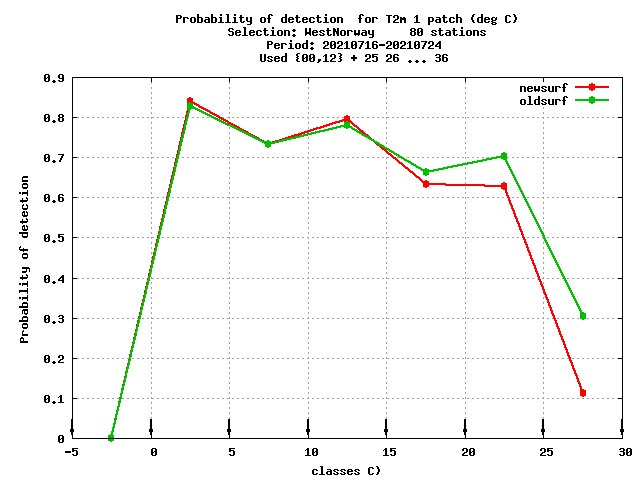 Probability of detection  for T2m 1 patch (deg C)
Selection: WestNorway     80 stations
Period: 20210716-20210724
Used {00,12} + 25 26 ... 36
newsurf
oldsurf
Probability of detection
0.9
0.8
0.7
0.6
0.5
0.4
0.3
0.2
0.1
0
-5 0 5 10 15 20 25 30
classes C)